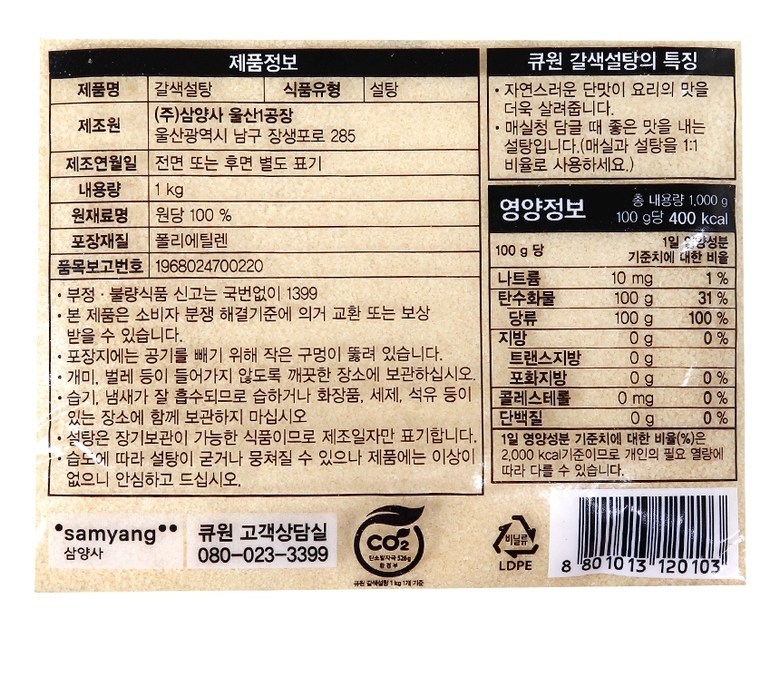 제품정보
제품명 갈색설탕 식품유형 설탕
제조원 (주)삼양사 울산1공장
울산광역시 남구 장생포로 285
제조연월일 전면 또는 후면 별도 표기
내용량 1 kg
원재료명 원당 100 %
포장재질 폴리에틸렌
품목보고번호 1968024700220
· 부정 · 불량식품 신고는 국번없이 1399
· 본 제품은 소비자 분쟁 해결기준에 의거 교환 또는 보상
받을 수 있습니다.
· 포장지에는 공기를 빼기 위해 작은 구멍이 뚫려 있습니다.
· 개미, 벌레 등이 들어가지 않도록 깨끗한 장소에 보관하십시오.
· 습기, 냄새가 잘 흡수되므로 습하거나 화장품, 세제, 석유 등이
있는 장소에 함께 보관하지 마십시오
· 설탕은 장기보관이 가능한 식품이므로 제조일자만 표기합니다.
· 습도에 따라 설탕이 굳거나 뭉쳐질 수 있으나 제품에는 이상이
없으니 안심하고 드십시오.
큐원 갈색설탕의 특징
· 자연스러운 단맛이 요리의 맛을
더욱 살려줍니다.
· 매실청 담글 때 좋은 맛을 내는
설탕입니다.(매실과 설탕을 1:1
비율로 사용하세요.)
영양정보
총 내용량 1,000 g
100 g당 400 kcal
100 g 당 1일 영양성분
기준치에 대한 비율
나트륨 10 mg 1 %
탄수화물 100 g 31 %
당류 100 g 100 %
지방 0 g 0 %
트랜스지방 0 g
포화지방 0 g 0 %
콜레스테롤 0 mg 0 %
단백질 0 g 0 %
1일 영양성분 기준치에 대한 비율(%)은
2,000 kcal기준이므로 개인의 필요 열량에
따라 다를 수 있습니다.
samyang
삼양사
큐원 고객상담실
080-023-3399
CO2
탄소발자국 526g
환경부
큐원 갈색설탕 1 kg 1개 기준
비닐류
LDPE
8 801013 120103